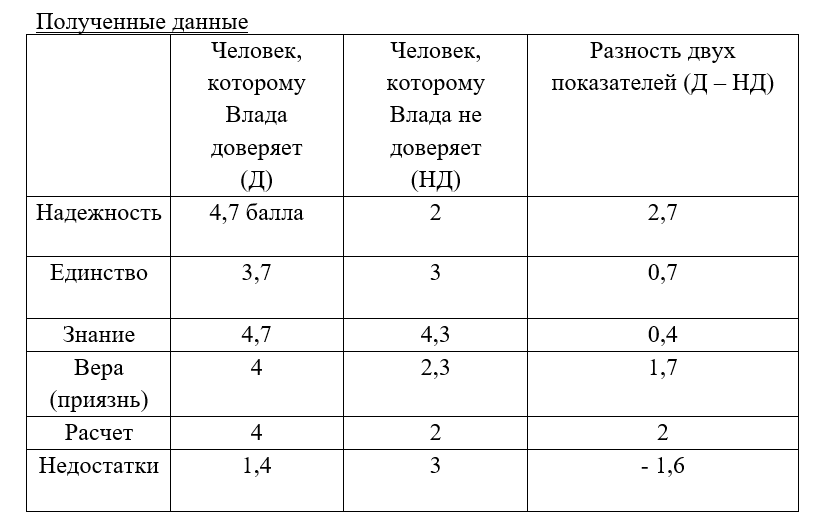 Полученные данные
Человек,
которому
Влада
доверяет
(Д)
Человек,
которому
Влада не
доверяет
(НД)
Разность двух
показателей (Д – НД)
Надежность 4,7 балла 2 2,7
Единство 3,7 3 0,7
Знание 4,7 4,3 0,4
Вера 4 2,3 1,7
(приязнь)
Расчет 4 2 2
Недостатки 1,4 3 - 1,6